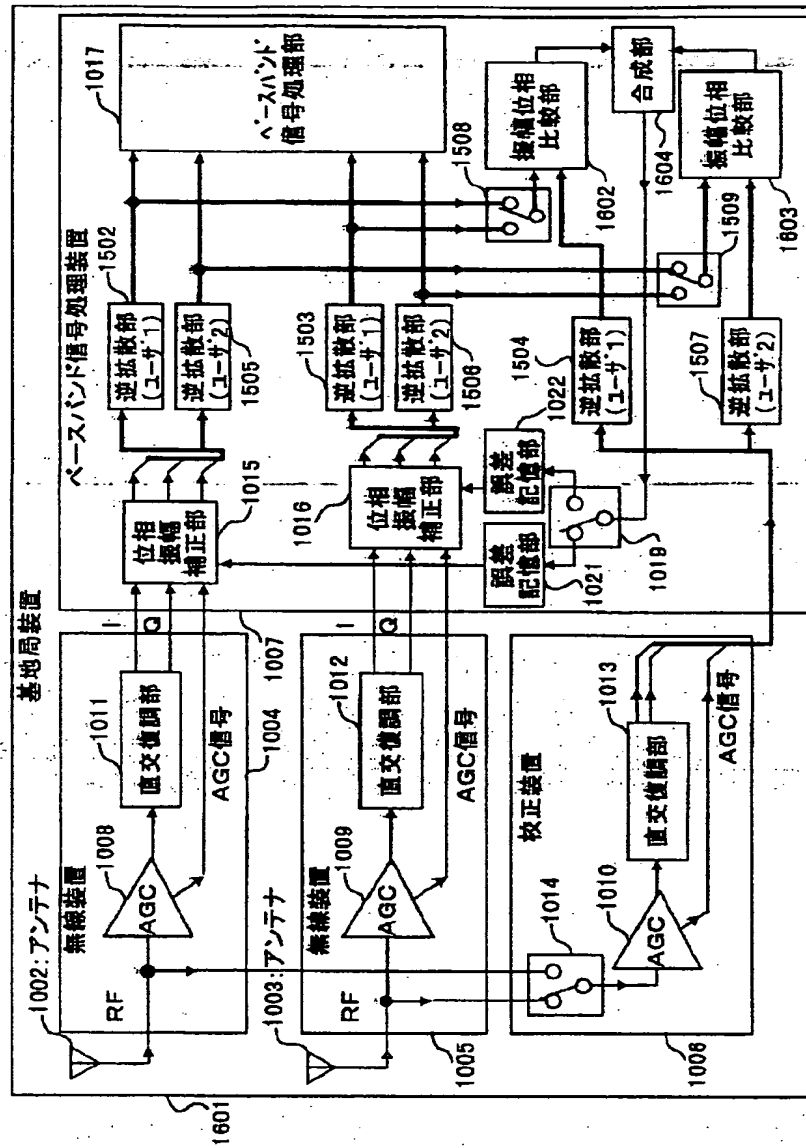 基地局装置
1601
1002:アンテナ
無線装置
RF
AGC
1008
直交復調部
1011
I
Q
AGC信号
1004
1003:アンテナ
無線装置
RF
AGC
1009
直交復調部
1012
I
Q
AGC信号
1005
校正装置
1014
AGC
1010
直交復調部
1013
AGC信号
1006
ベースバンド信号処理装置
1007
位相
振幅
補正部
1015
位相
振幅
補正部
1016
誤差
記憶部
1021
誤差
記憶部
1022
1019
逆拡散部
(ユーザ1)
1502
逆拡散部
(ユーザ2)
1505
逆拡散部
(ユーザ1)
1503
逆拡散部
(ユーザ2)
1506
逆拡散部
(ユーザ1)
1504
逆拡散部
(ユーザ2)
1507
ベースバンド
信号処理部
1017
1508
1509
振幅位相
比較部
1602
合成部
1604
振幅位相
比較部
1603